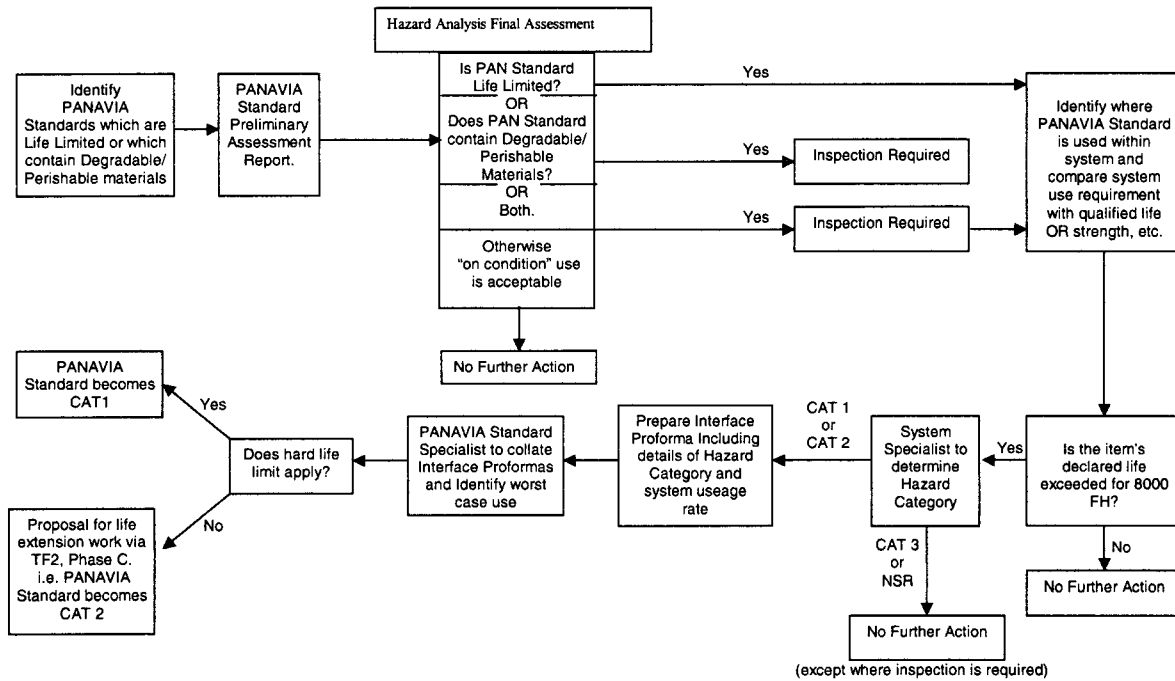 Hazard Analysis Final Assessment
Identify
PANAVIA
Standards which are
Life Limited or which
contain Degradable/
Perishable materials
PANAVIA
Standard
Preliminary
Assessment
Report.
Is PAN Standard
Life Limited?
OR
Does PAN Standard
contain Degradable/
Perishable
Materials?
OR
Both.
Otherwise
“on condition” use
is acceptable
Yes
Yes
Inspection Required
Yes
Inspection Required
Identify where
PANAVIA Standard
is used within
system and
compare system
use requirement
with qualified life
OR strength, etc.
No Further Action
PANAVIA
Standard becomes
CAT1
Yes
Does hard life
limit apply?
No
Proposal for life
extension work via
TF2, Phase C.
i.e. PANAVIA
Standard becomes
CAT 2
PANAVIA Standard
Specialist to collate
Interface Proformas
and Identify worst
case use
Prepare Interface
Proforma Including
details of Hazard
Category and
system useage
rate
CAT 1
or
CAT 2
System
Specialist to
determine
Hazard
Category
Yes
Is the item's
declared life
exceeded for 8000
FH?
CAT 3
or
NSR
No
No Further Action
No Further Action
(except where inspection is required)